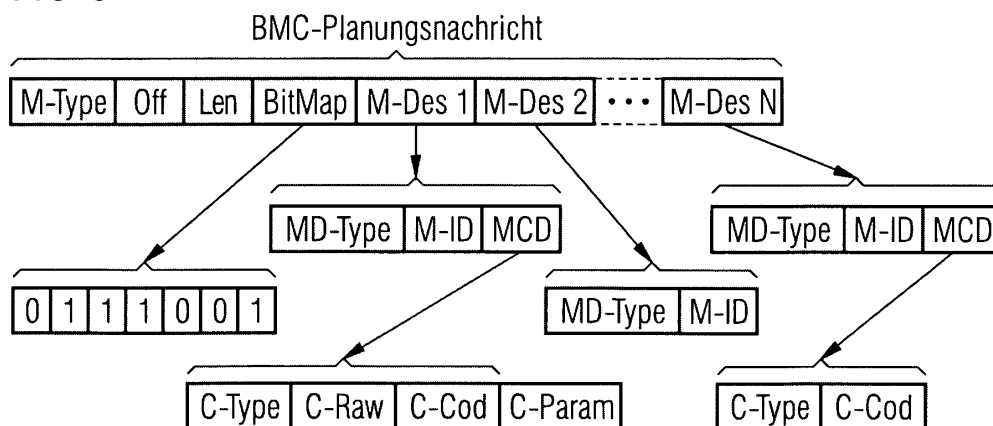 BMC-Planungsnachricht
M-Type Off Len BitMap M-Des 1 M-Des 2 ••• M-Des N
MD-Type M-ID MCD MD-Type M-ID MCD
0 1 1 1 0 0 1 MD-Type M-ID
C-Type C-Raw C-Cod C-Param C-Type C-Cod